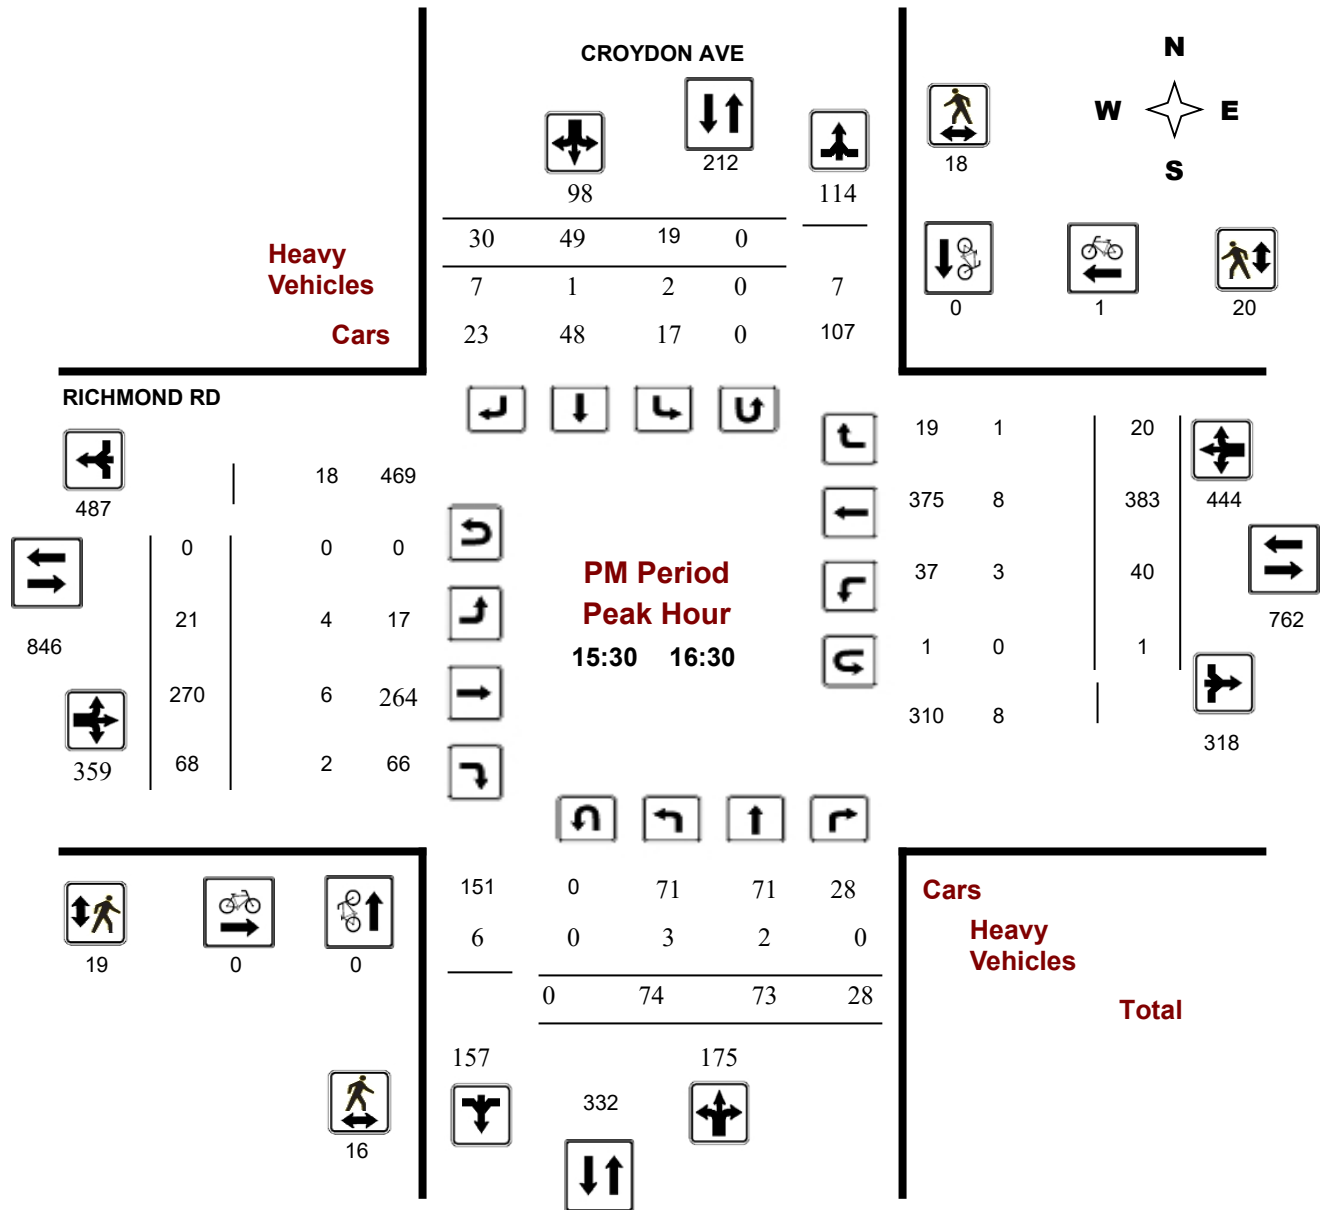 CROYDON AVE
N
W E
S
212
18
98
114
30 49 19 0
Heavy
Vehicles
7 1 2 0 7
0 1 20
Cars
23 48 17 0 107
RICHMOND RD
19 1 20
18 469
487
375 8 383 444
0 0 0
PM Period
37 3 40
Peak Hour
21 4 17
762
846
15:30 16:30
1 0 1
270 6 264
310 8
318
359 68 2 66
151 0 71 71 28 Cars
6 0 3 2 0
Heavy
Vehicles
19 0 0
0 74 73 28
Total
157 175
332
16